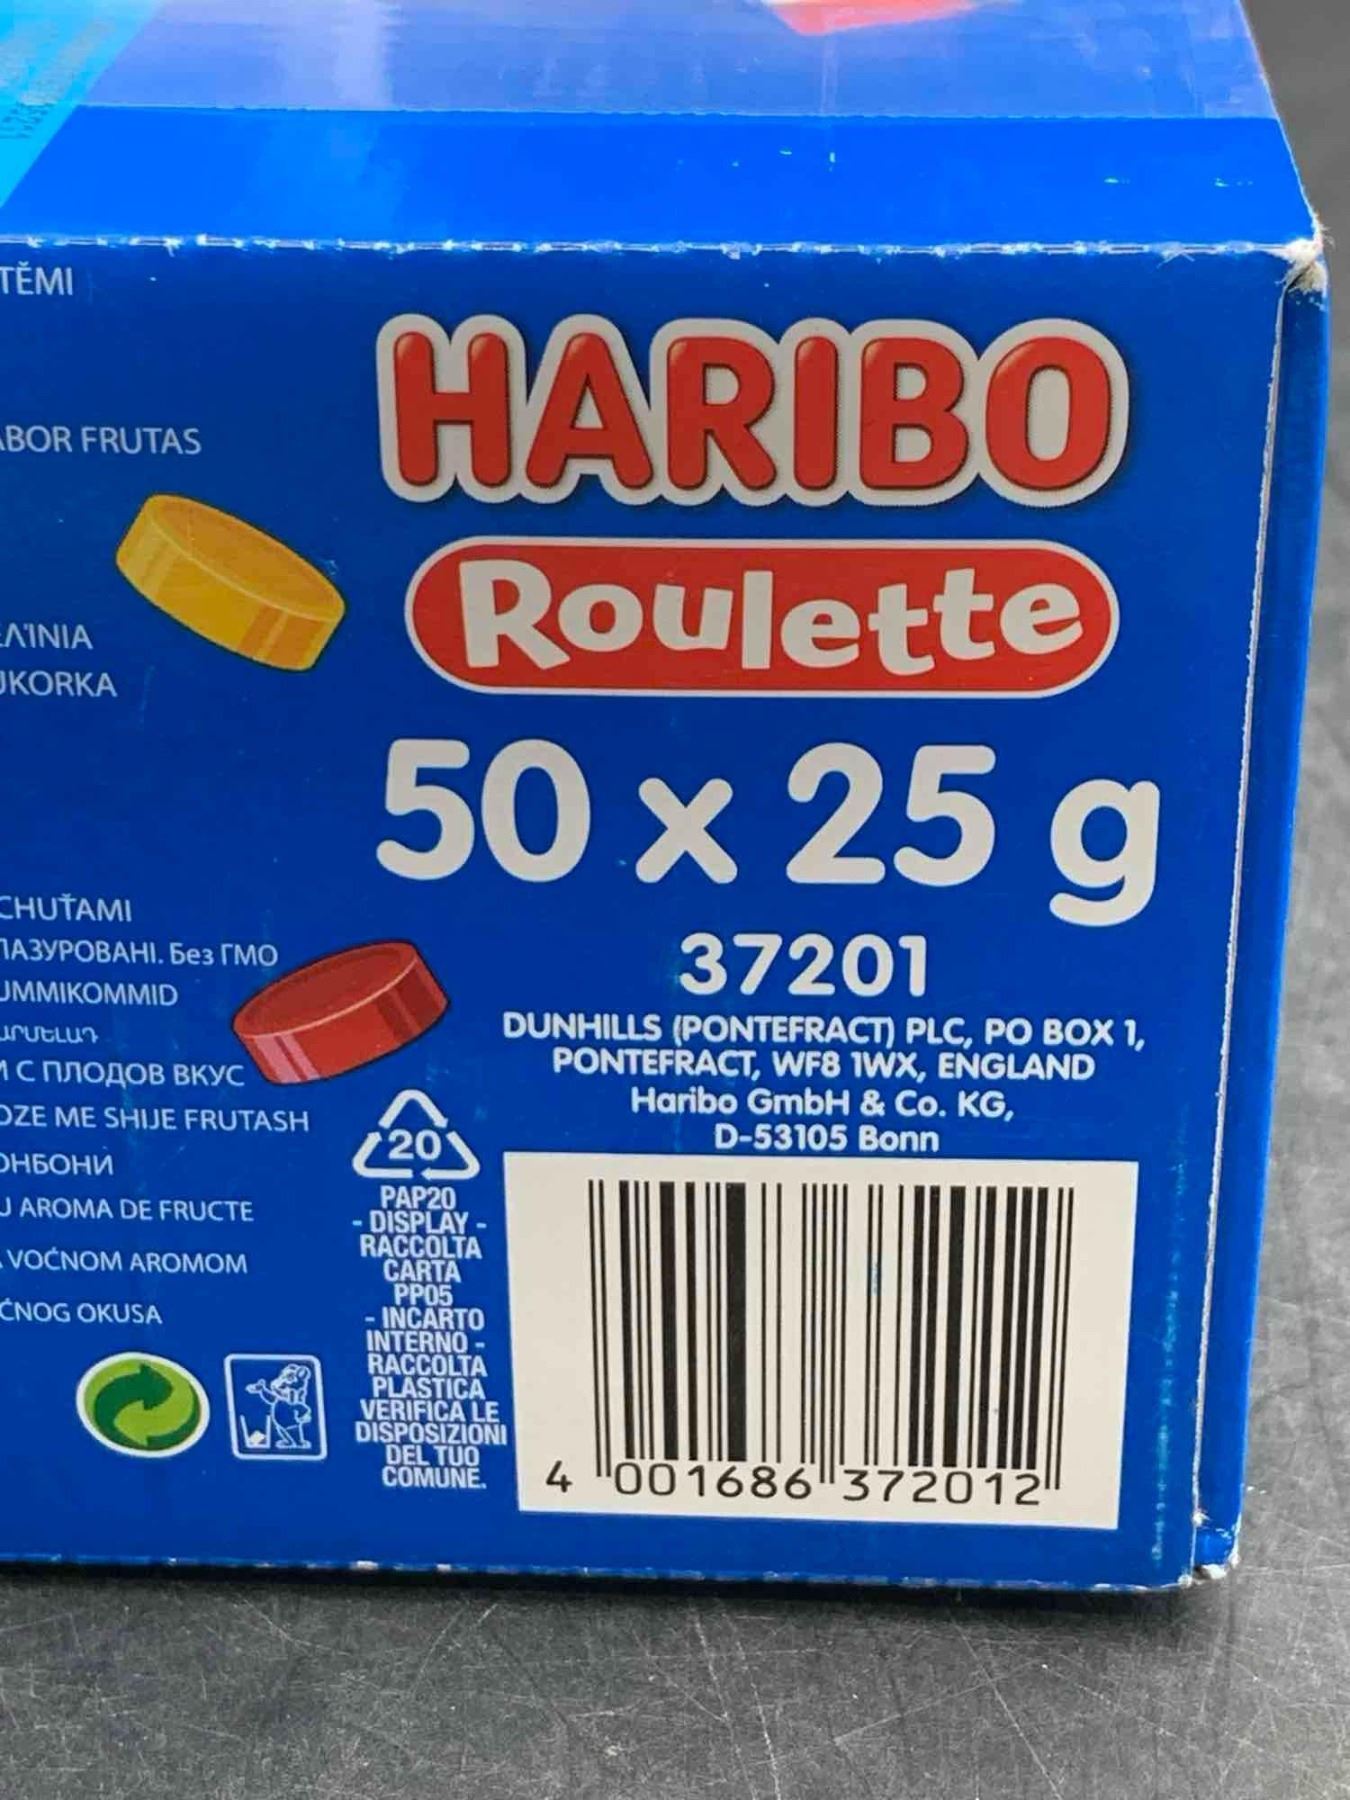 TĚMI
HARIBO
ABOR FRUTAS
Roulette
ΕΛΊΝΙΑ
UKORKA
50 x 25 g
CHUŤAMI
ЛАЗУРОВАНІ. Без ГМО
UMMIKOMMID
И С ПЛОДОВ ВКУС
OZE ME SHIJE FRUTASH
ОНБОНИ
U AROMA DE FRUCTE
A VOĆNOM AROMOM
ĆNOG OKUSA
37201
DUNHILLS (PONTEFRACT) PLC, PO BOX 1,
PONTEFRACT, WF8 1WX, ENGLAND
Haribo GmbH & Co. KG,
D-53105 Bonn
20
PAP20
- DISPLAY -
RACCOLTA
CARTA
PP05
- INCARTO
INTERNO -
RACCOLTA
PLASTICA
VERIFICA LE
DISPOSIZIONI
DEL TUO
COMUNE.
4 001686 372012